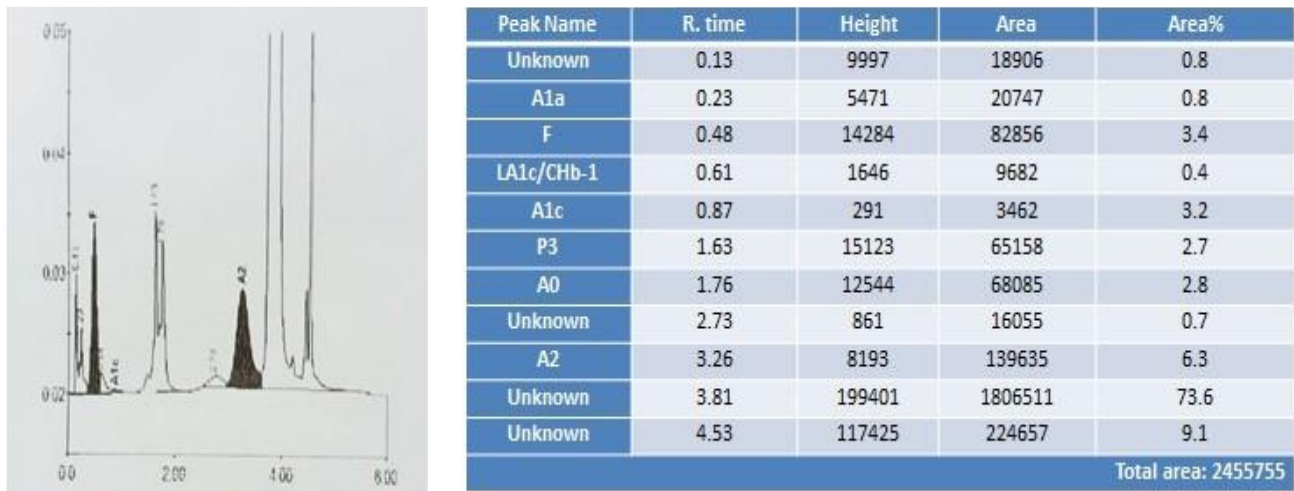 0.05
0.04
0.03
0.02
F
A1c
A2
0.0
2.00
4.00
6.00
Peak Name R. time Height Area Area%
Unknown 0.13 9997 18906 0.8
A1a 0.23 5471 20747 0.8
F 0.48 14284 82856 3.4
LA1c/CHb-1 0.61 1646 9682 0.4
A1c 0.87 291 3462 3.2
P3 1.63 15123 65158 2.7
A0 1.76 12544 68085 2.8
Unknown 2.73 861 16055 0.7
A2 3.26 8193 139635 6.3
Unknown 3.81 199401 1806511 73.6
Unknown 4.53 117425 224657 9.1
Total area: 2455755